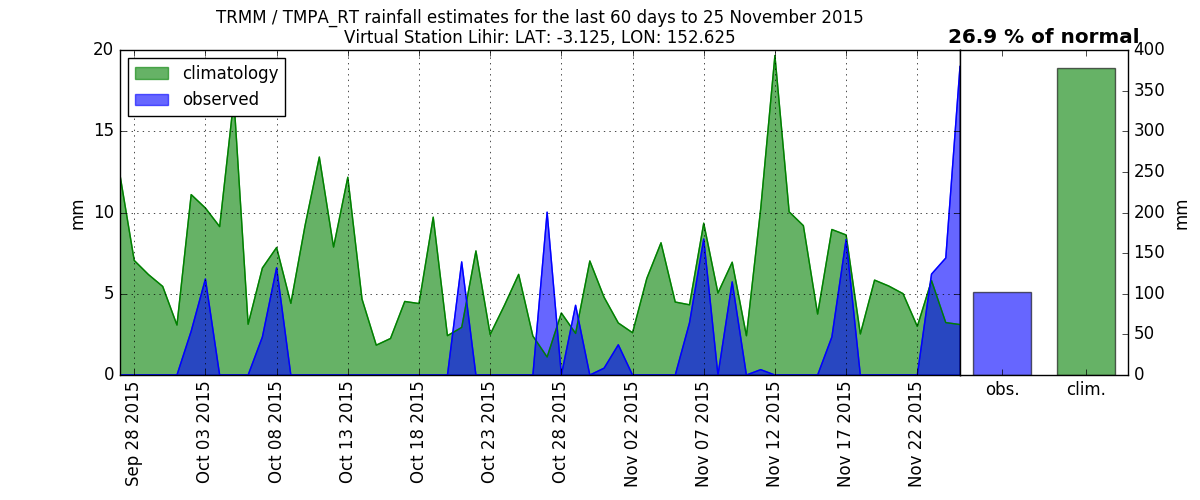 TRMM / TMPA_RT rainfall estimates for the last 60 days to 25 November 2015
Virtual Station Lihir: LAT: -3.125, LON: 152.625
26.9 % of normal
climatology
observed
20
15
10
5
0
mm
Sep 28 2015
Oct 03 2015
Oct 08 2015
Oct 13 2015
Oct 18 2015
Oct 23 2015
Oct 28 2015
Nov 02 2015
Nov 07 2015
Nov 12 2015
Nov 17 2015
Nov 22 2015
400
350
300
250
200
150
100
50
0
mm
obs.
clim.